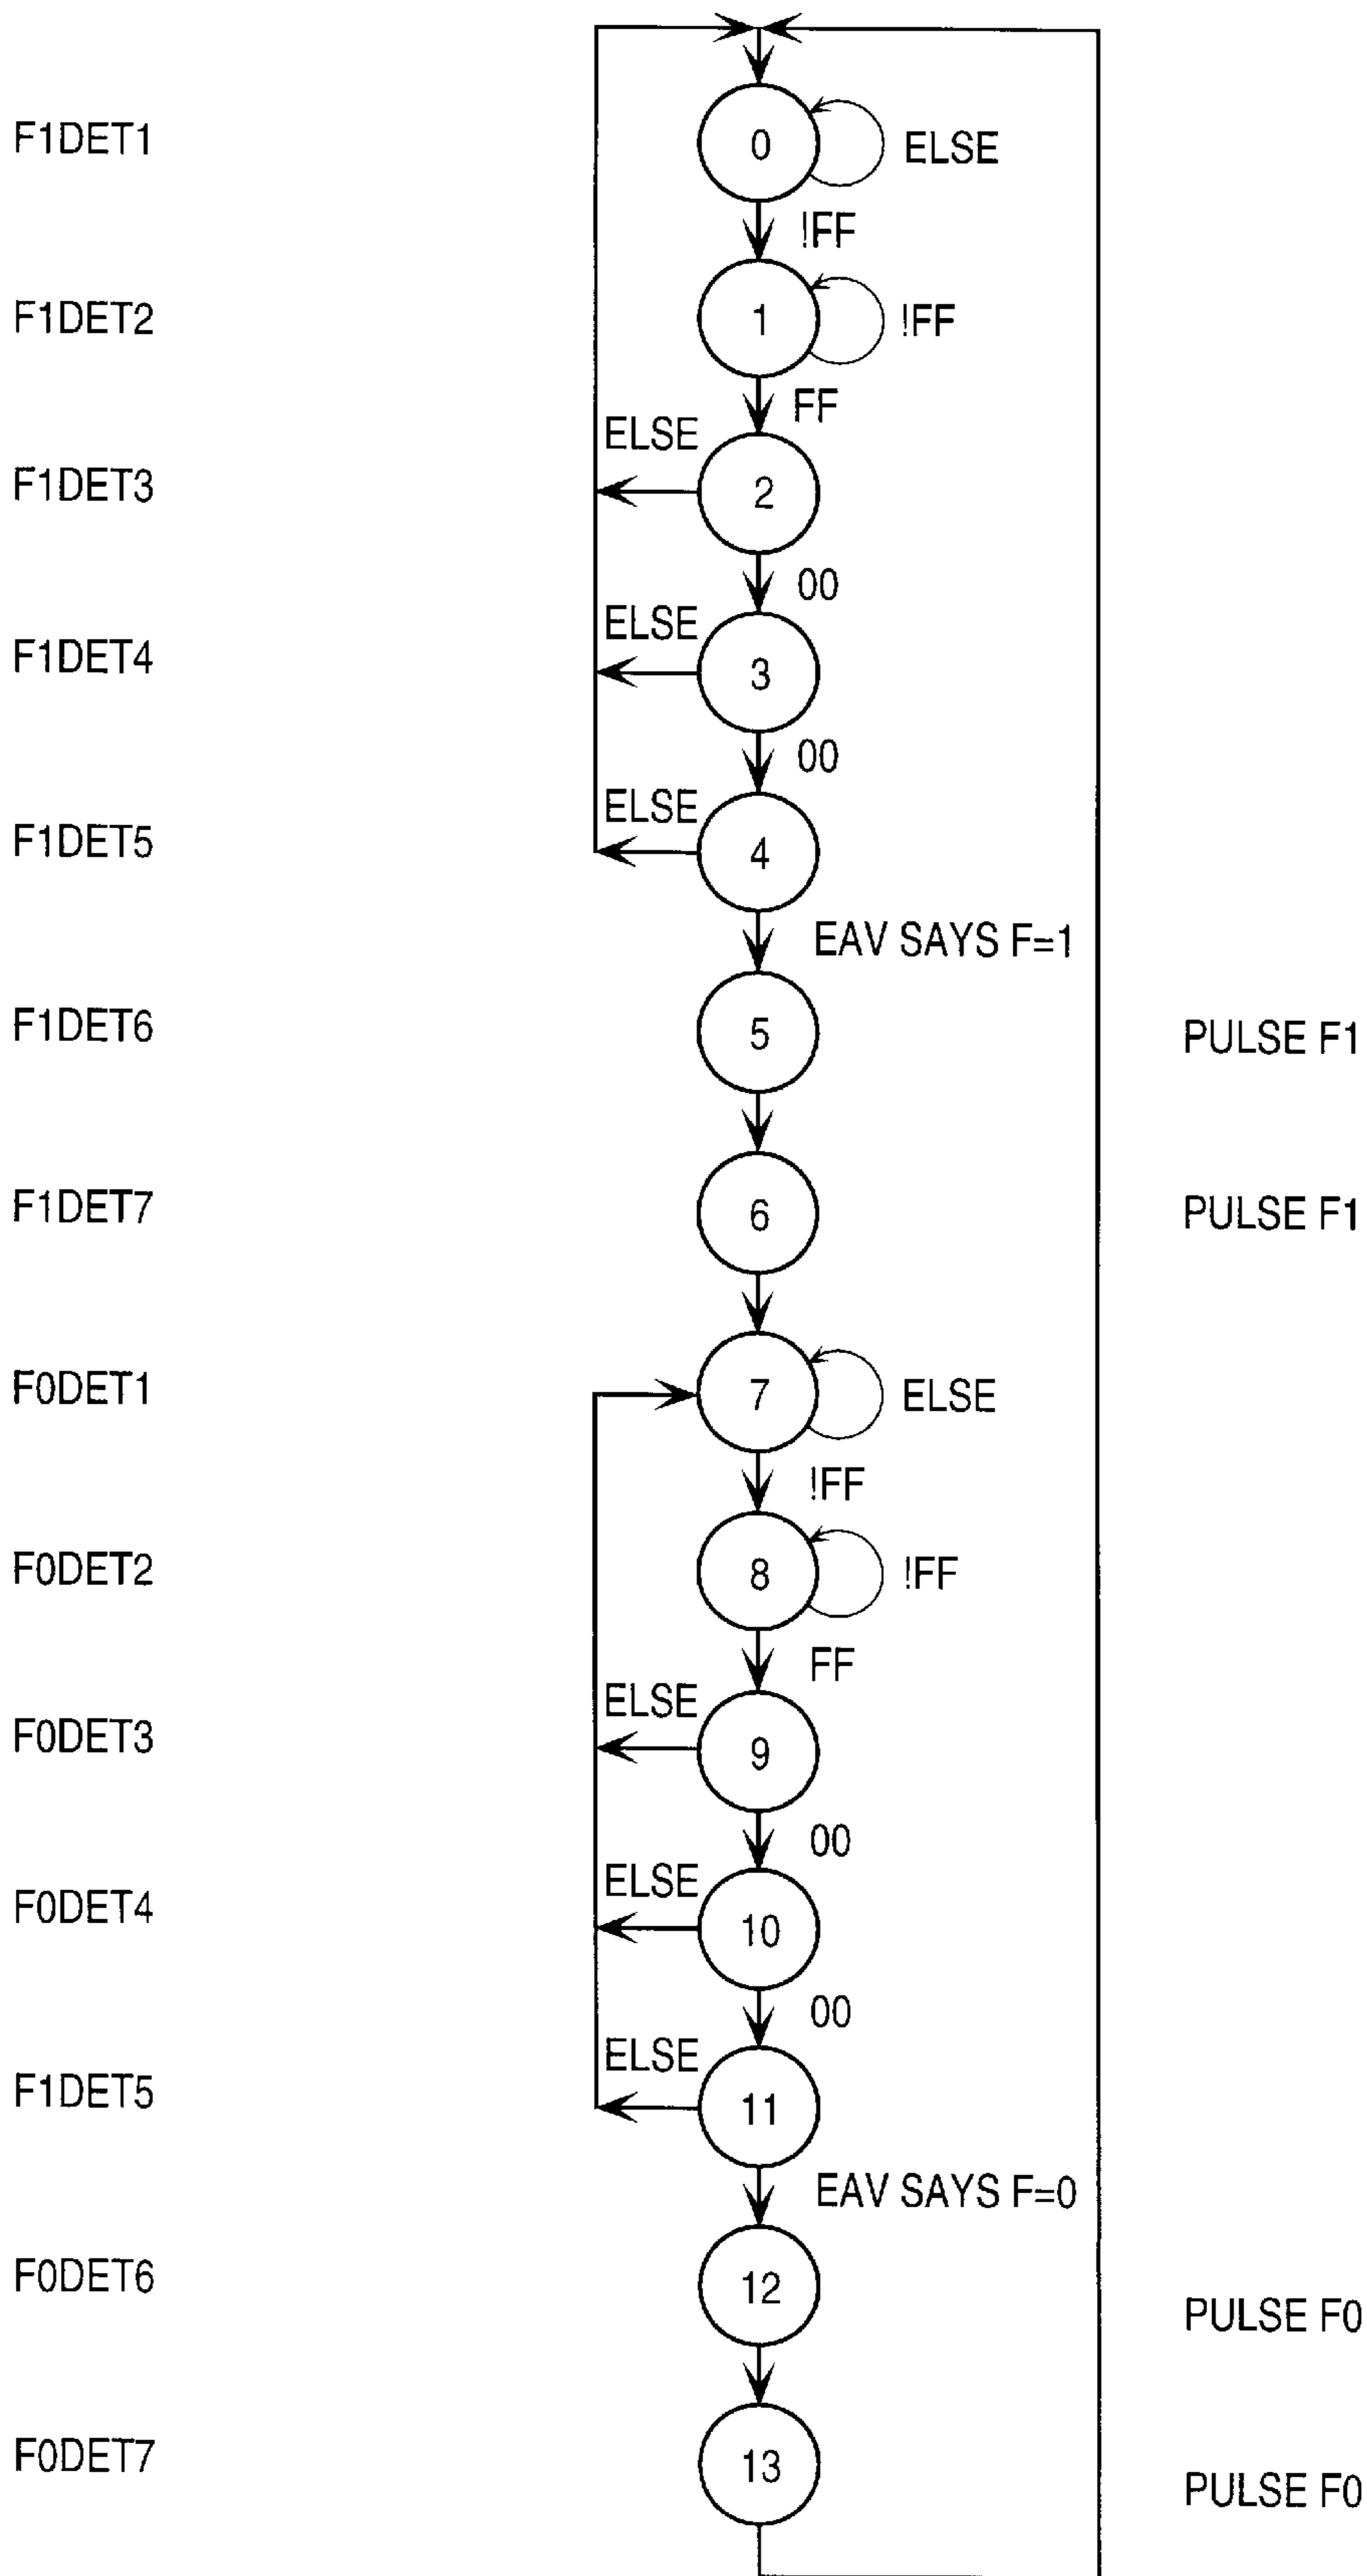 F1DET1
0
ELSE
!FF
F1DET2
1
!FF
FF
ELSE
F1DET3
2
00
ELSE
F1DET4
3
00
ELSE
F1DET5
4
EAV SAYS F=1
F1DET6
5
PULSE F1
F1DET7
6
PULSE F1
F0DET1
7
ELSE
!FF
F0DET2
8
!FF
FF
ELSE
F0DET3
9
00
ELSE
F0DET4
10
00
ELSE
F1DET5
11
EAV SAYS F=0
F0DET6
12
PULSE F0
F0DET7
13
PULSE F0